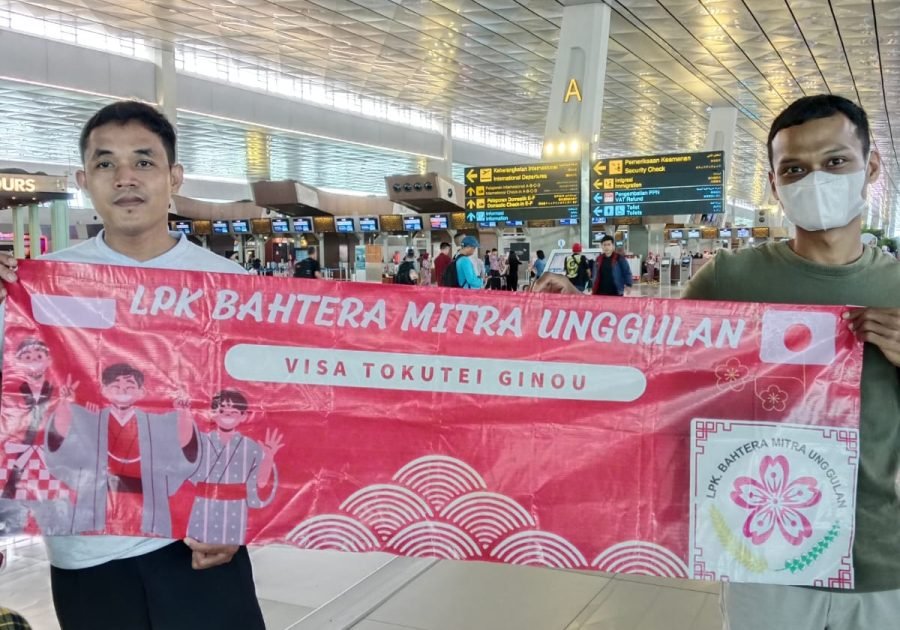 A
OURS
Keberangkatan International
International Departures
Pemeriksaan Keamanan
Security Check
Imigrasi
Immigration
Pengembalian PPN
VAT Refund
Toilet
Toilets
Informasi
Information
LPK BAHTERA MITRA UNGGULAN
VISA TOKUTEI GINOU
LPK. BAHTERA MITRA UNGGULAN